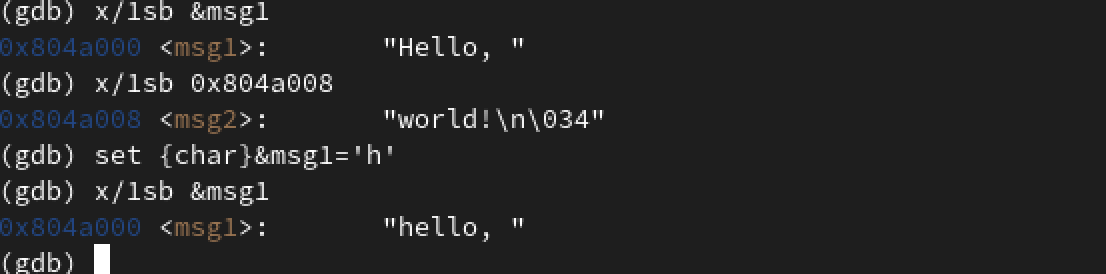 (gdb) x/1sb &msg1
0x804a000 <msg1>:       "Hello, "
(gdb) x/1sb 0x804a008
0x804a008 <msg2>:       "world!\n\034"
(gdb) set {char}&msg1='h'
(gdb) x/1sb &msg1
0x804a000 <msg1>:       "hello, "
(gdb)